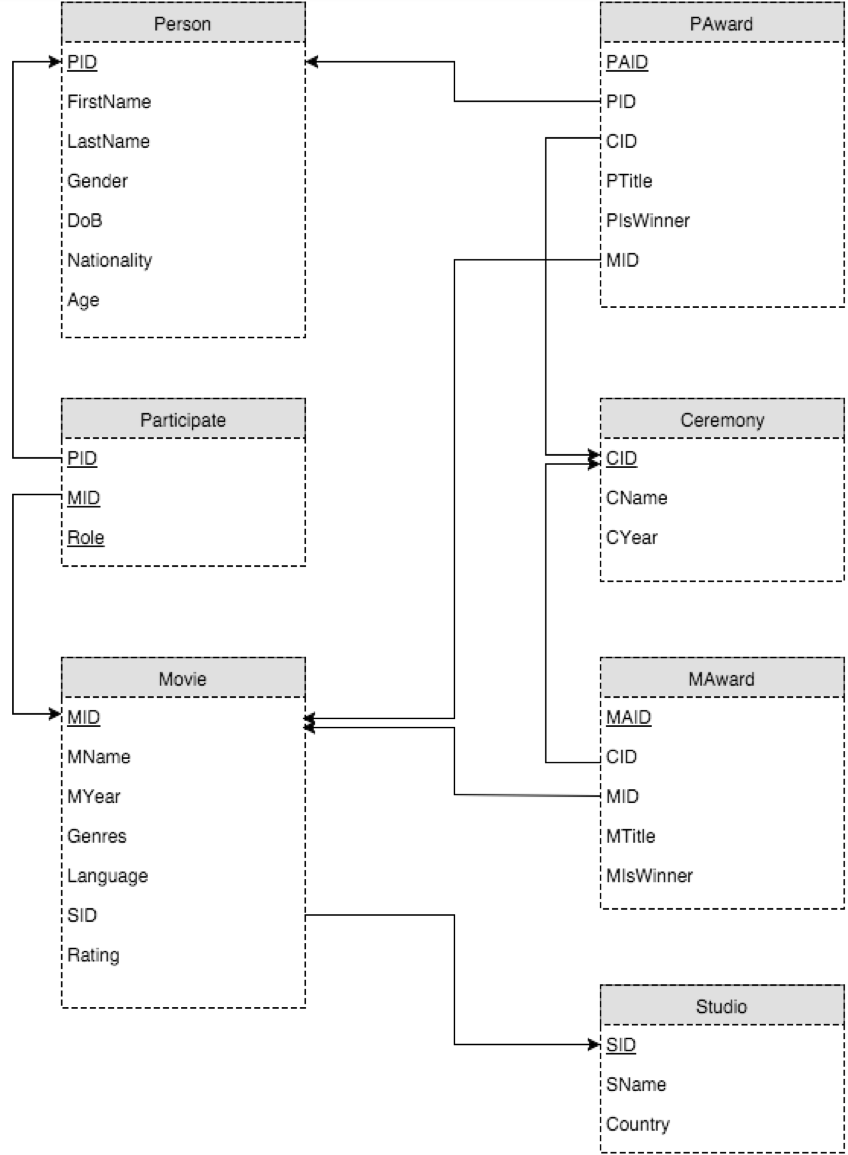 Person
PID
FirstName
LastName
Gender
DoB
Nationality
Age
PAward
PAID
PID
CID
PTitle
PIsWinner
MID
Participate
PID
MID
Role
Ceremony
CID
CName
CYear
Movie
MID
MName
MYear
Genres
Language
SID
Rating
MAward
MAID
CID
MID
MTitle
MIsWinner
Studio
SID
SName
Country